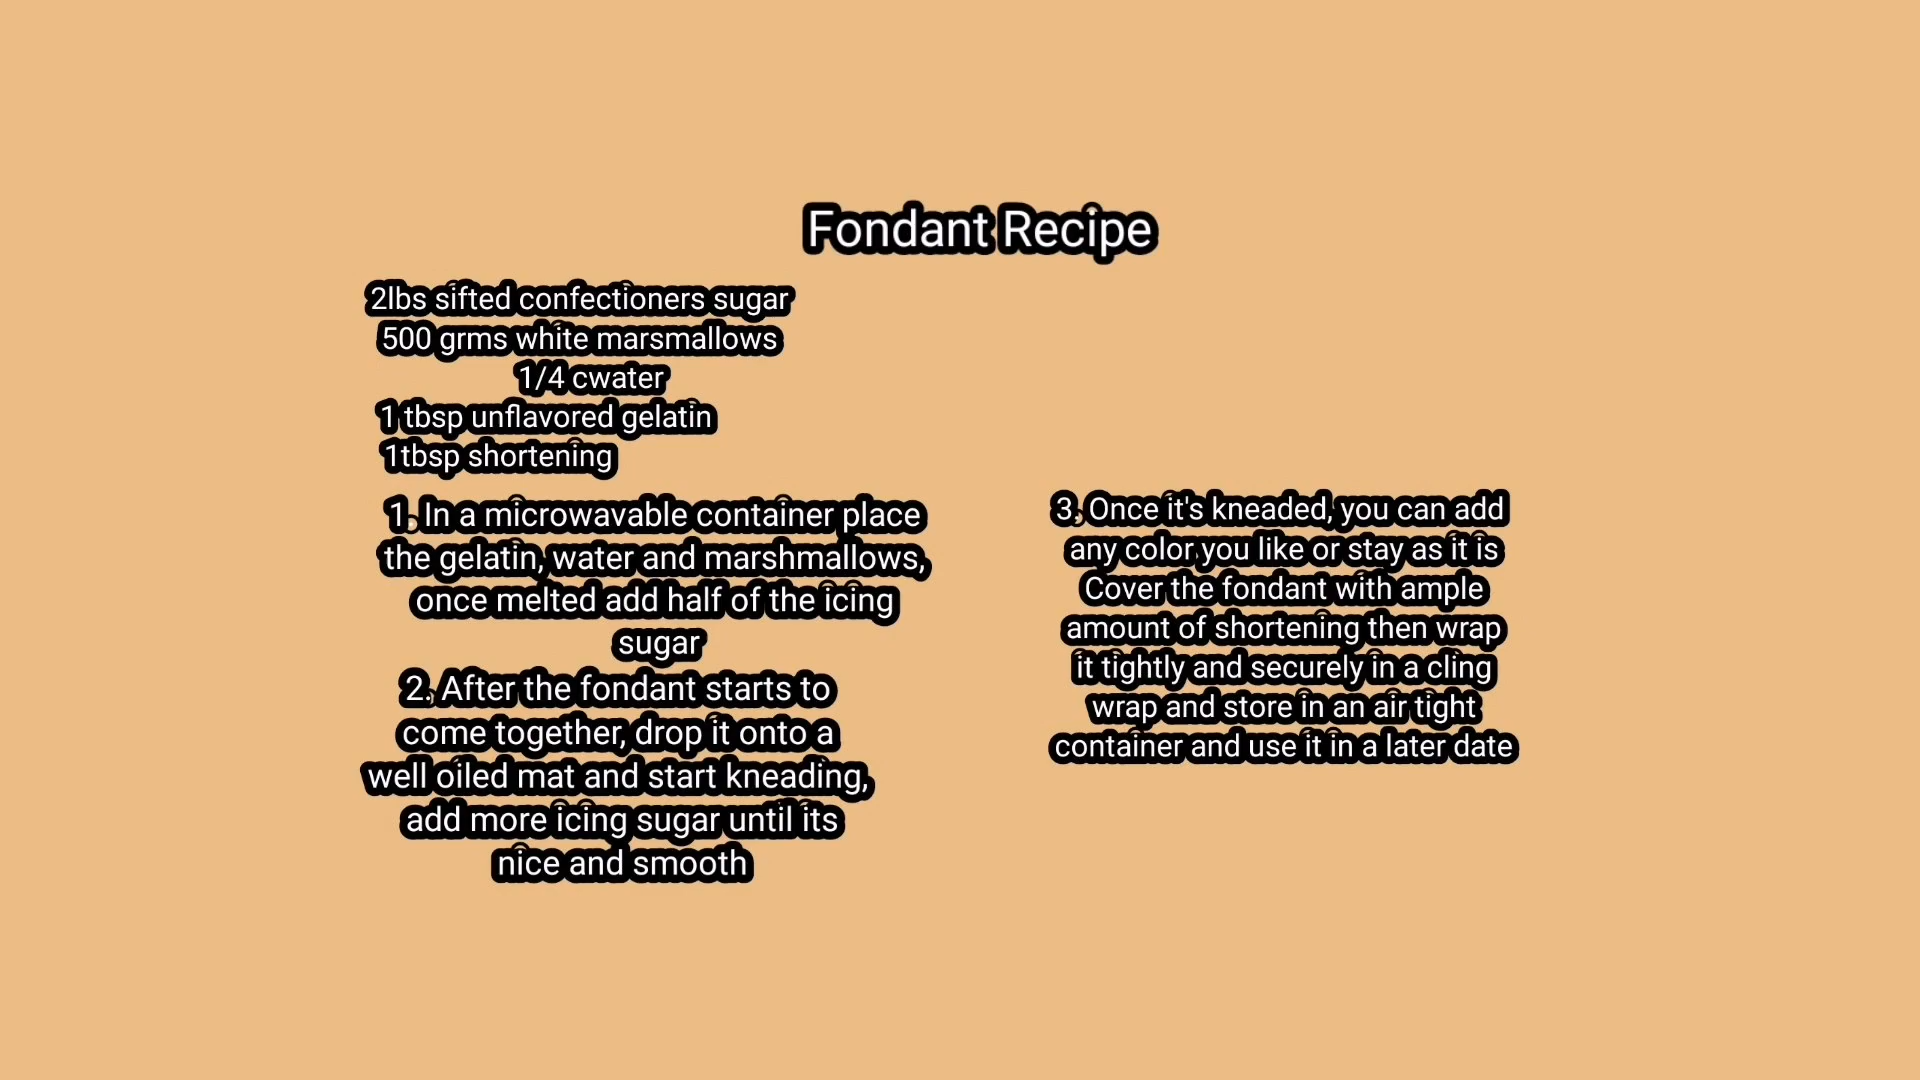 Fondant Recipe
2lbs sifted confectioners sugar
500 grms white marsmallows
1/4 cwater
1 tbsp unflavored gelatin
1tbsp shortening
1. In a microwavable container place
the gelatin, water and marshmallows,
once melted add half of the icing
sugar
2. After the fondant starts to
come together, drop it onto a
well oiled mat and start kneading,
add more icing sugar until its
nice and smooth
3. Once it's kneaded, you can add
any color you like or stay as it is
Cover the fondant with ample
amount of shortening then wrap
it tightly and securely in a cling
wrap and store in an air tight
container and use it in a later date